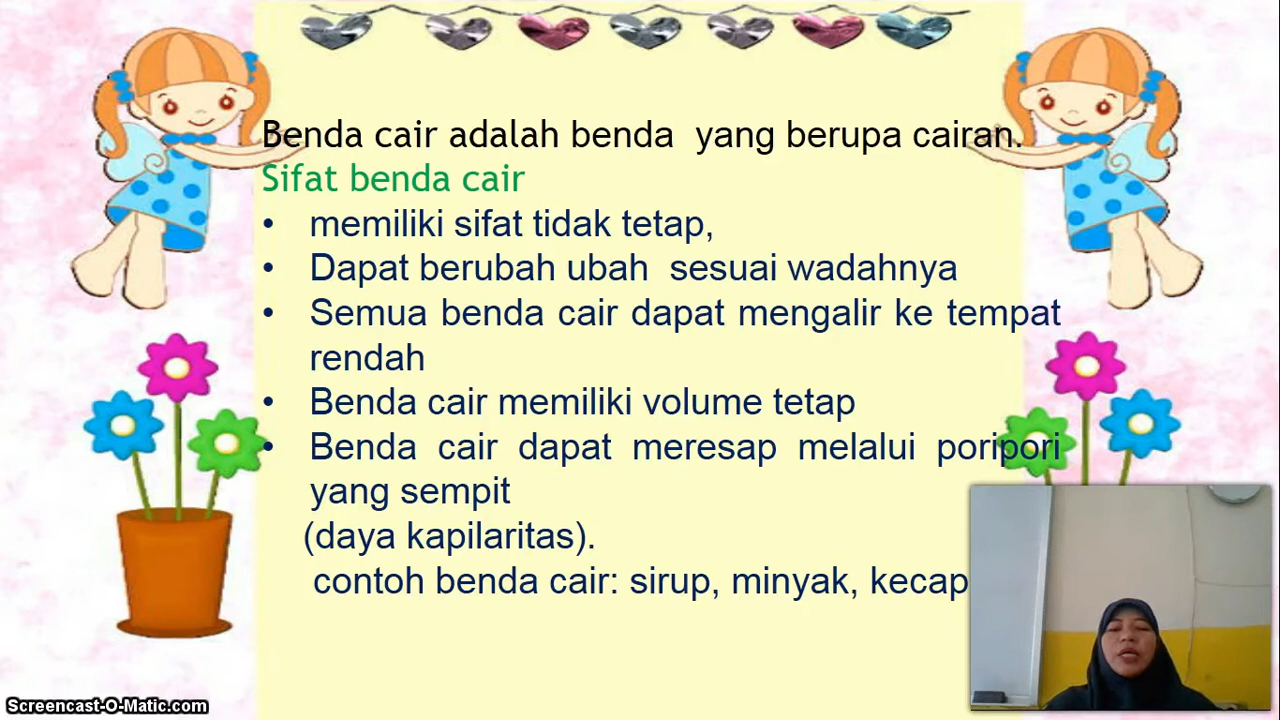 Benda cair adalah benda yang berupa cairan.
Sifat benda cair
• memiliki sifat tidak tetap,
• Dapat berubah ubah sesuai wadahnya
• Semua benda cair dapat mengalir ke tempat
rendah
• Benda cair memiliki volume tetap
• Benda cair dapat meresap melalui poripori
yang sempit
(daya kapilaritas).
contoh benda cair: sirup, minyak, kecap
Screencast-O-Matic.com